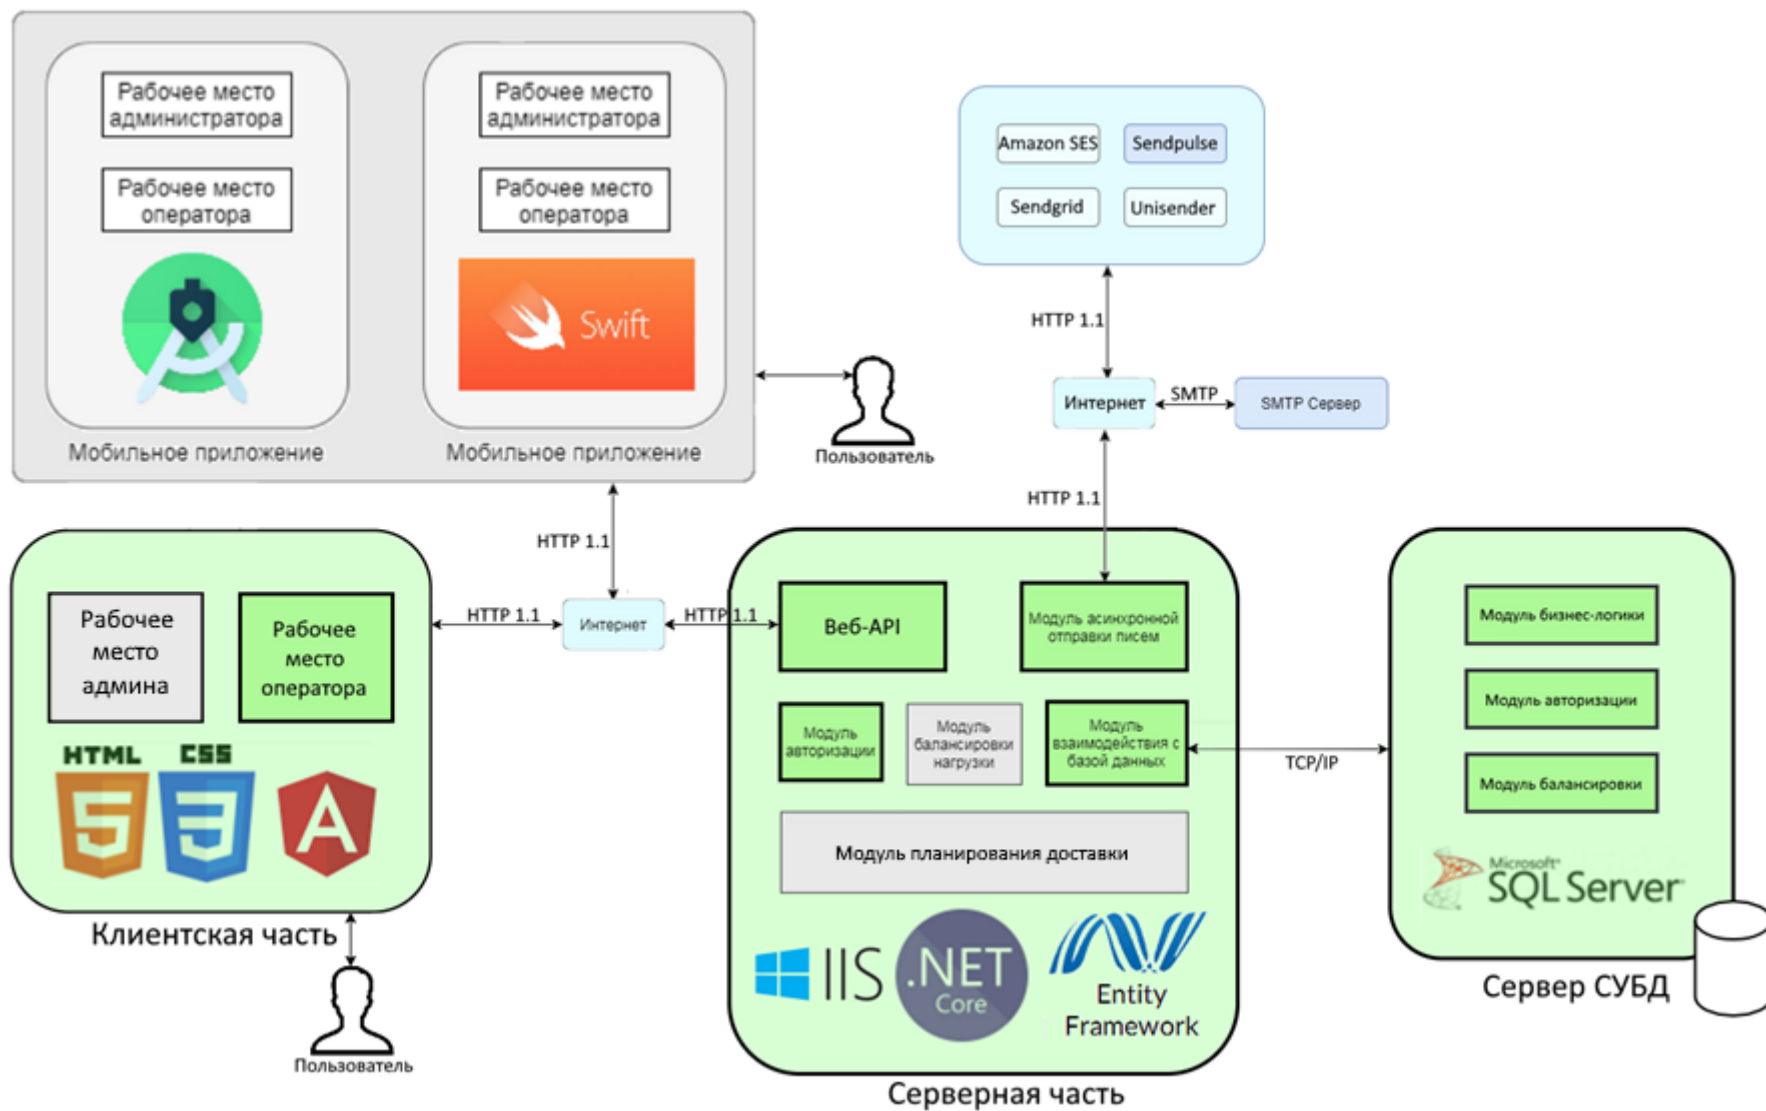 Рабочее место
администратора
Рабочее место
оператора
Мобильное приложение
Рабочее место
администратора
Рабочее место
оператора
Swift
Мобильное приложение
Пользователь
Amazon SES
Sendpulse
Sendgrid
Unisender
HTTP 1.1
Интернет
SMTP
SMTP Сервер
HTTP 1.1
HTTP 1.1
Рабочее
место
админа
Рабочее
место
оператора
HTML
5
CSS
3
A
Клиентская часть
Пользователь
HTTP 1.1
Интернет
HTTP 1.1
Веб-API
Модуль асинхронной
отправки писем
Модуль
авторизации
Модуль
балансировки
нагрузки
Модуль
взаимодействия с
базой данных
Модуль планирования доставки
IIS
.NET
Core
Entity
Framework
Серверная часть
TCP/IP
Модуль бизнес-логики
Модуль авторизации
Модуль балансировки
Microsoft®
SQL Server®
Сервер СУБД